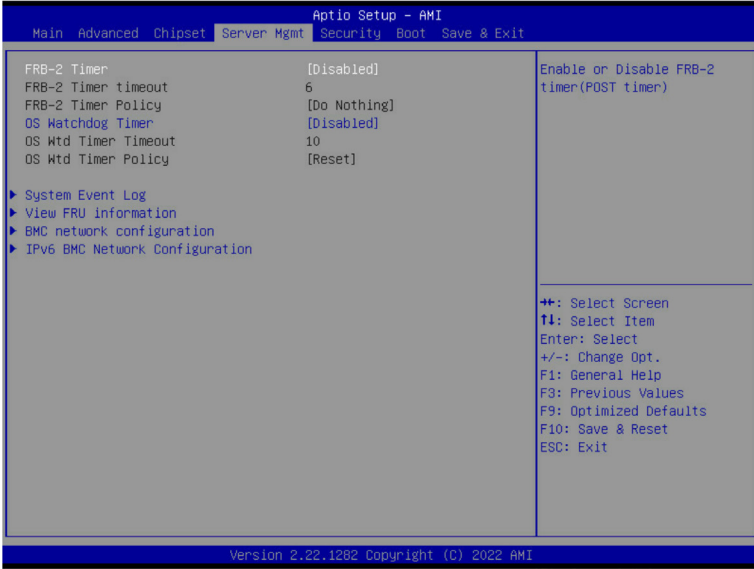 Aptio Setup – AMI
Main Advanced Chipset Server Mgmt Security Boot Save & Exit
FRB-2 Timer [Disabled]
FRB-2 Timer timeout 6
FRB-2 Timer Policy [Do Nothing]
OS Watchdog Timer [Disabled]
OS Wtd Timer Timeout 10
OS Wtd Timer Policy [Reset]
▶ System Event Log
▶ View FRU information
▶ BMC network configuration
▶ IPv6 BMC Network Configuration
Enable or Disable FRB-2
timer(POST timer)
→←: Select Screen
↑↓: Select Item
Enter: Select
+/-: Change Opt.
F1: General Help
F3: Previous Values
F9: Optimized Defaults
F10: Save & Reset
ESC: Exit
Version 2.22.1282 Copyright (C) 2022 AMI